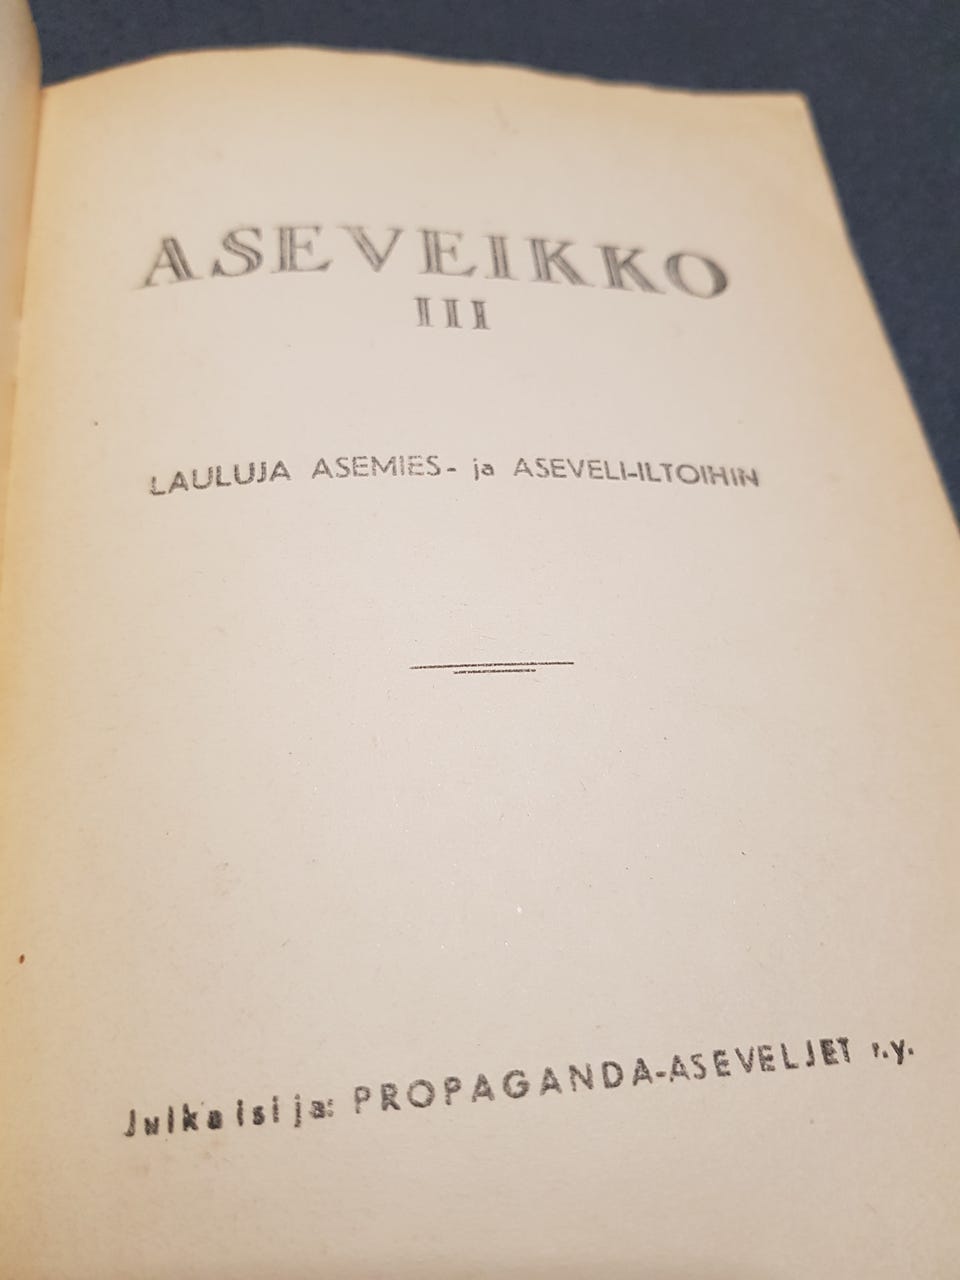 ASEVEIKKO
III
LAULUJA ASEMIES- ja ASEVELI-ILTOIHIN
Julkaisija: PROPAGANDA-ASEVELJET r.y.